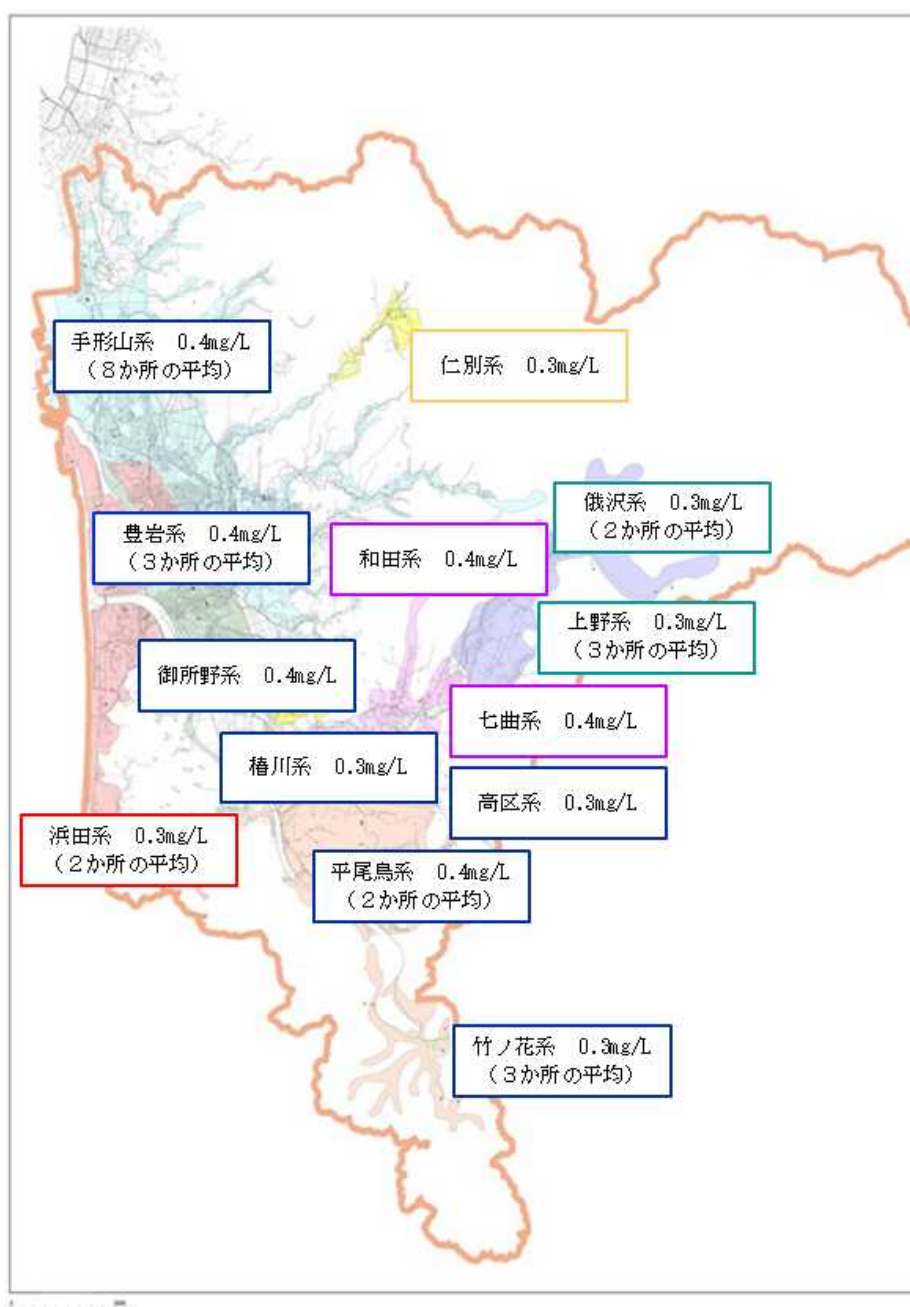 手形山系　0.4mg/L
（８か所の平均）
仁別系　0.3mg/L
俄沢系　0.3mg/L
（２か所の平均）
豊岩系　0.4mg/L
（３か所の平均）
和田系　0.4mg/L
上野系　0.3mg/L
（３か所の平均）
御所野系　0.4mg/L
七曲系　0.4mg/L
椿川系　0.3mg/L
高区系　0.3mg/L
浜田系　0.3mg/L
（２か所の平均）
平尾鳥系　0.4mg/L
（２か所の平均）
竹ノ花系　0.3mg/L
（３か所の平均）